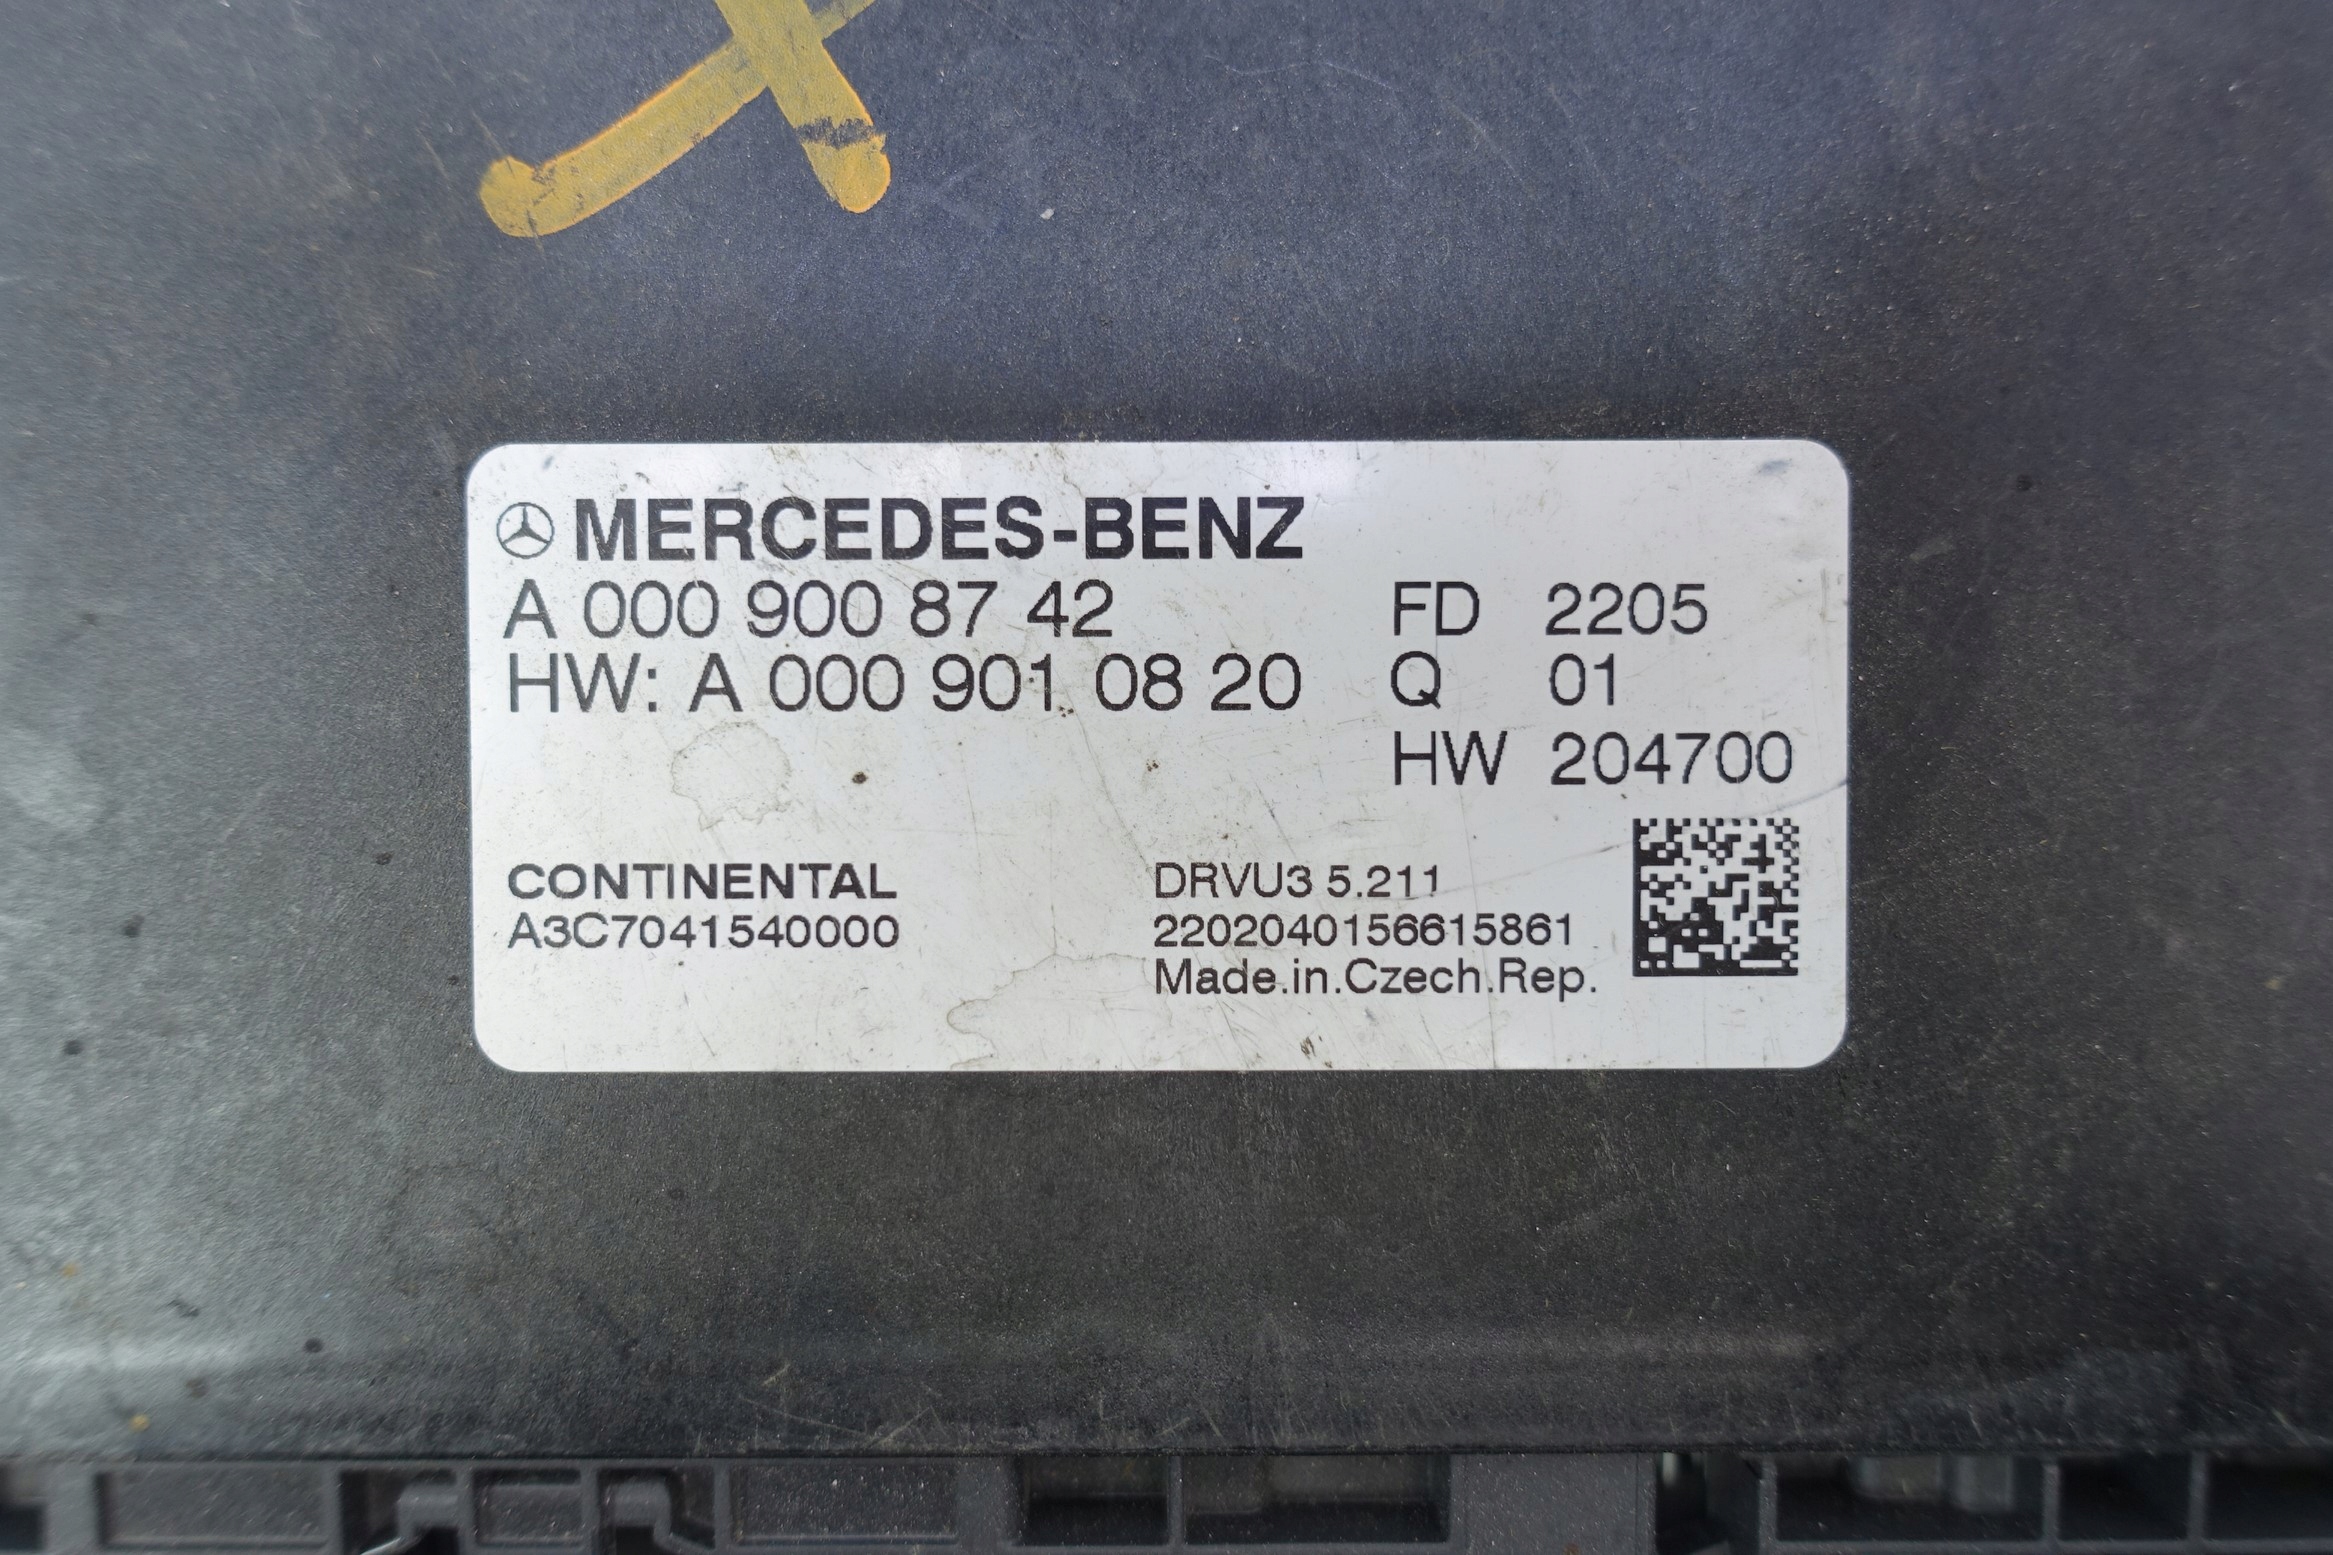 MERCEDES-BENZ
A 000 900 87 42 FD 2205
HW: A 000 901 08 20 Q 01
HW 204700
CONTINENTAL DRVU3 5.211
A3C7041540000 2202040156615861
Made.in.Czech.Rep.